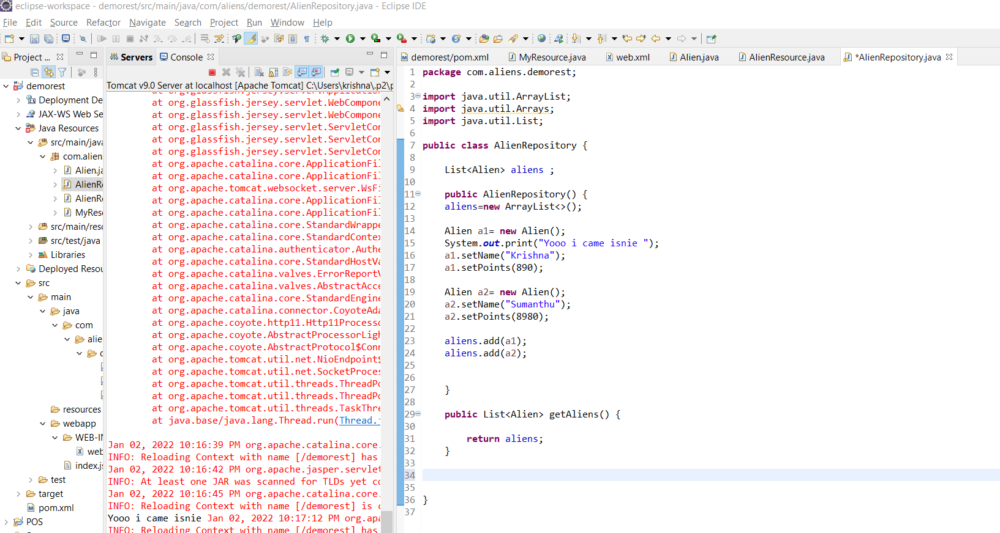 eclipse-workspace - demorest/src/main/java/com/aliens/demorest/AlienRepository.java - Eclipse IDE
File Edit Source Refactor Navigate Search Project Run Window Help
Project ...
demorest
Deployment De
JAX-WS Web Se
Java Resources
src/main/java
com.alien
Alien.ja
AlienRe
AlienRe
MyReso
src/main/reso
src/test/java
Libraries
Deployed Resou
src
main
java
com
alie
resources
webapp
WEB-IN
web
index.js
test
target
pom.xml
POS
Servers Console
Tomcat v9.0 Server at localhost [Apache Tomcat] C:\Users\krishna\.p2\p
at org.glassfish.jersey.servlet.WebCompone
at org.glassfish.jersey.servlet.WebCompone
at org.glassfish.jersey.servlet.ServletCor
at org.glassfish.jersey.servlet.ServletCor
at org.glassfish.jersey.servlet.ServletCor
at org.apache.catalina.core.ApplicationFil
at org.apache.catalina.core.ApplicationFil
at org.apache.tomcat.websocket.server.WsFi
at org.apache.catalina.core.ApplicationFil
at org.apache.catalina.core.ApplicationFil
at org.apache.catalina.core.StandardWrappe
at org.apache.catalina.core.StandardContex
at org.apache.catalina.authenticator.Authe
at org.apache.catalina.core.StandardHostVa
at org.apache.catalina.valves.ErrorReportV
at org.apache.catalina.valves.AbstractAcce
at org.apache.catalina.core.StandardEngine
at org.apache.catalina.connector.CoyoteAda
at org.apache.coyote.http11.Http11Processo
at org.apache.coyote.AbstractProcessorLigh
at org.apache.coyote.AbstractProtocol$Conn
at org.apache.tomcat.util.net.NioEndpoint$
at org.apache.tomcat.util.net.SocketProces
at org.apache.tomcat.util.threads.ThreadPo
at org.apache.tomcat.util.threads.ThreadPo
at org.apache.tomcat.util.threads.TaskThre
at java.base/java.lang.Thread.run(Thread.
Jan 02, 2022 10:16:39 PM org.apache.catalina.core.
INFO: Reloading Context with name [/demorest] has
Jan 02, 2022 10:16:42 PM org.apache.jasper.servlet
INFO: At least one JAR was scanned for TLDs yet co
Jan 02, 2022 10:16:45 PM org.apache.catalina.core.
INFO: Reloading Context with name [/demorest] is
Yooo i came isnie Jan 02, 2022 10:17:12 PM org.apa
INFO: Reloading Context with name [/demorest] has
demorest/pom.xml MyResource.java web.xml Alien.java AlienResource.java *AlienRepository.java
1 package com.aliens.demorest;
2
3 import java.util.ArrayList;
4 import java.util.Arrays;
5 import java.util.List;
6
7 public class AlienRepository {
8
9 List<Alien> aliens ;
10
11 public AlienRepository() {
12 aliens=new ArrayList<>();
13
14 Alien a1= new Alien();
15 System.out.print("Yooo i came isnie ");
16 a1.setName("Krishna");
17 a1.setPoints(890);
18
19 Alien a2= new Alien();
20 a2.setName("Sumanthu");
21 a2.setPoints(8980);
22
23 aliens.add(a1);
24 aliens.add(a2);
25
26
27 }
28
29 public List<Alien> getAliens() {
30
31 return aliens;
32 }
33
34
35
36 }
37